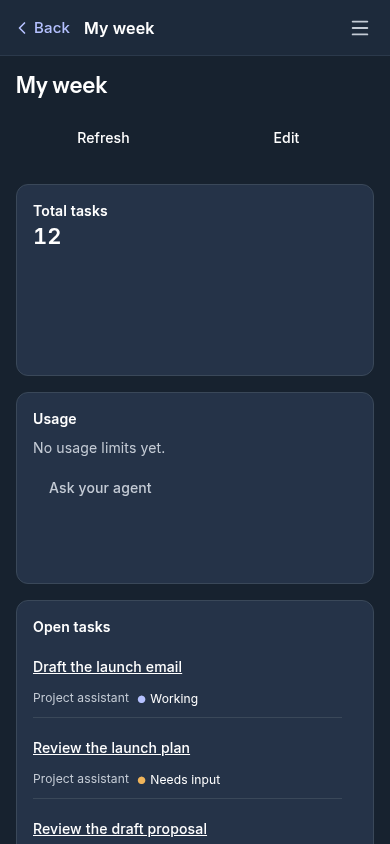 Back My week
My week
Refresh Edit
Total tasks
12
Usage
No usage limits yet.
Ask your agent
Open tasks
Draft the launch email
Project assistant Working
Review the launch plan
Project assistant Needs input
Review the draft proposal